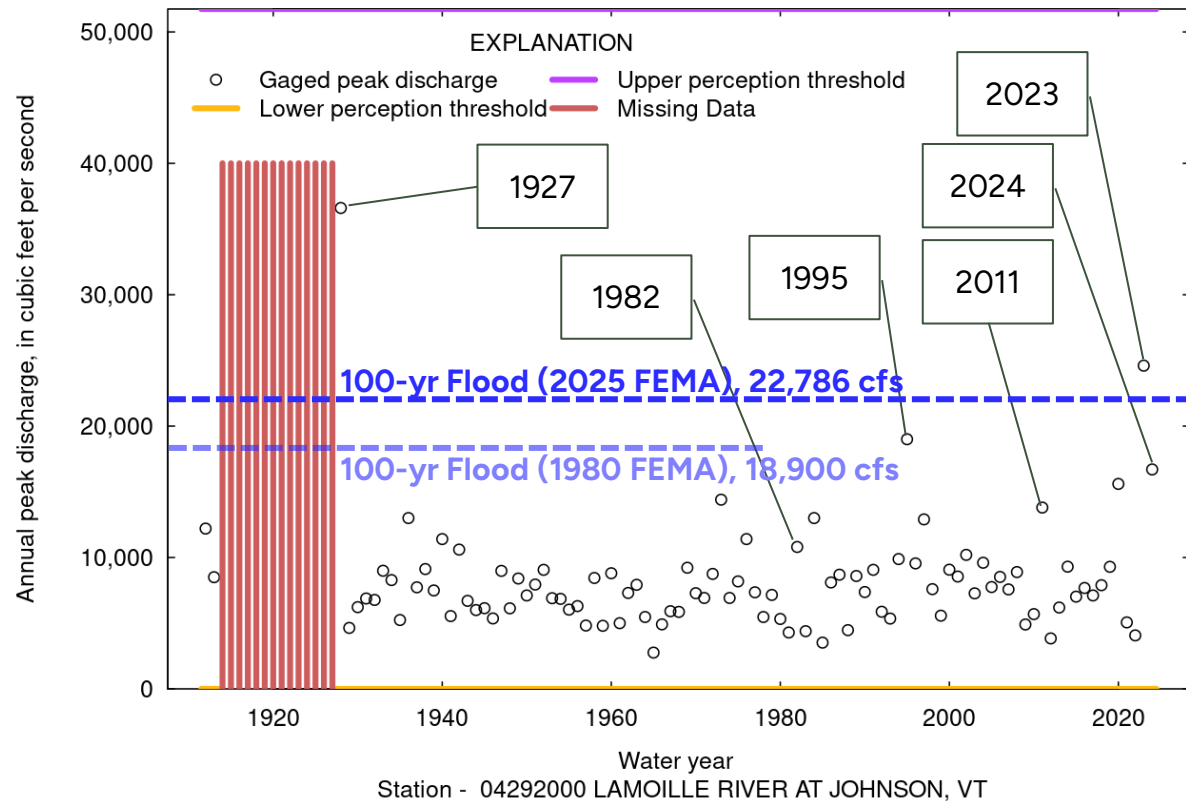 50,000
40,000
30,000
20,000
10,000
0
Annual peak discharge, in cubic feet per second
EXPLANATION
Gaged peak discharge
Upper perception threshold
Lower perception threshold
Missing Data
2023
2024
1927
1995
2011
1982
100-yr Flood (2025 FEMA), 22,786 cfs
100-yr Flood (1980 FEMA), 18,900 cfs
1920 1940 1960 1980 2000 2020
Water year
Station - 04292000 LAMOILLE RIVER AT JOHNSON, VT